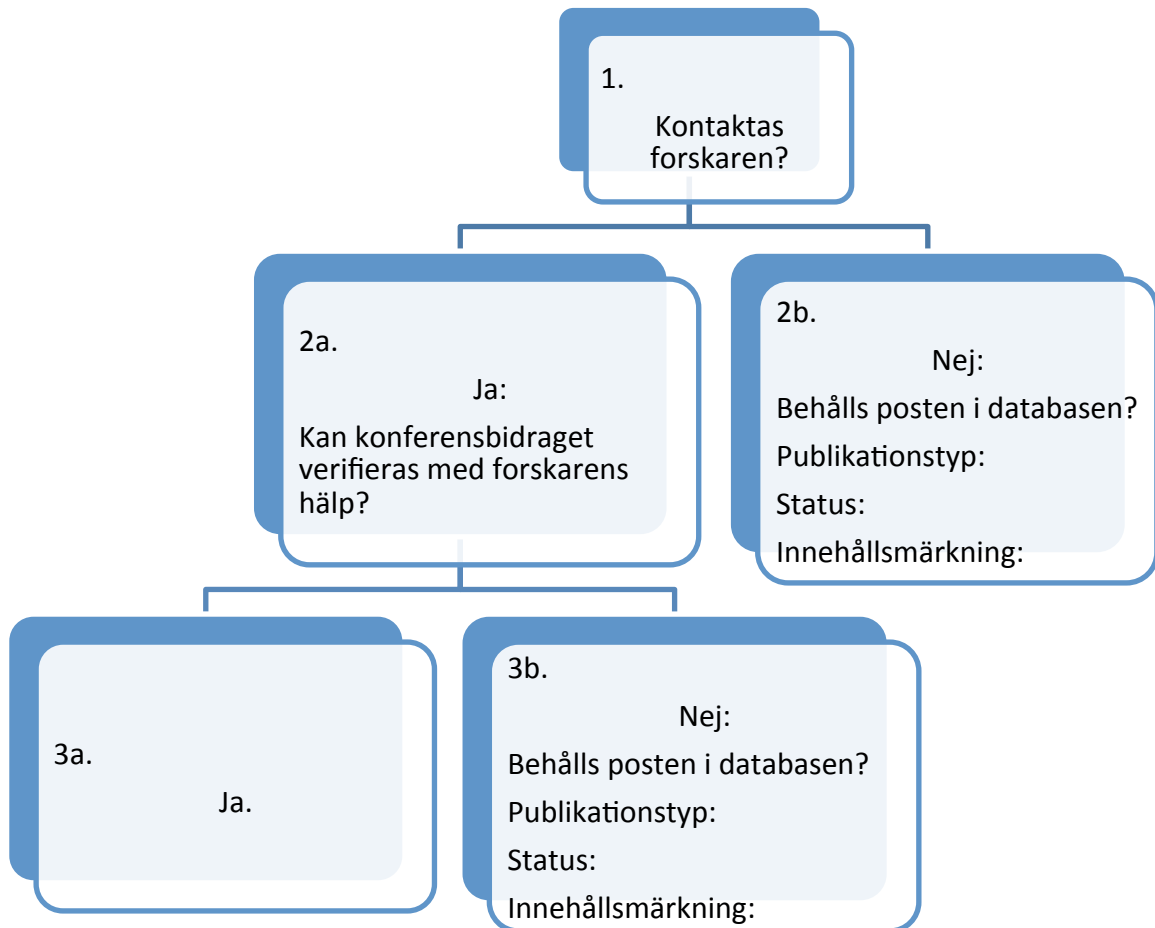 1.
Kontaktas
forskaren?
2a.
Ja:
Kan konferensbidraget
verifieras med forskarens
hjälp?
2b.
Nej:
Behålls posten i databasen?
Publikationstyp:
Status:
Innehållsmärkning:
3a.
Ja.
3b.
Nej:
Behålls posten i databasen?
Publikationstyp:
Status:
Innehållsmärkning: